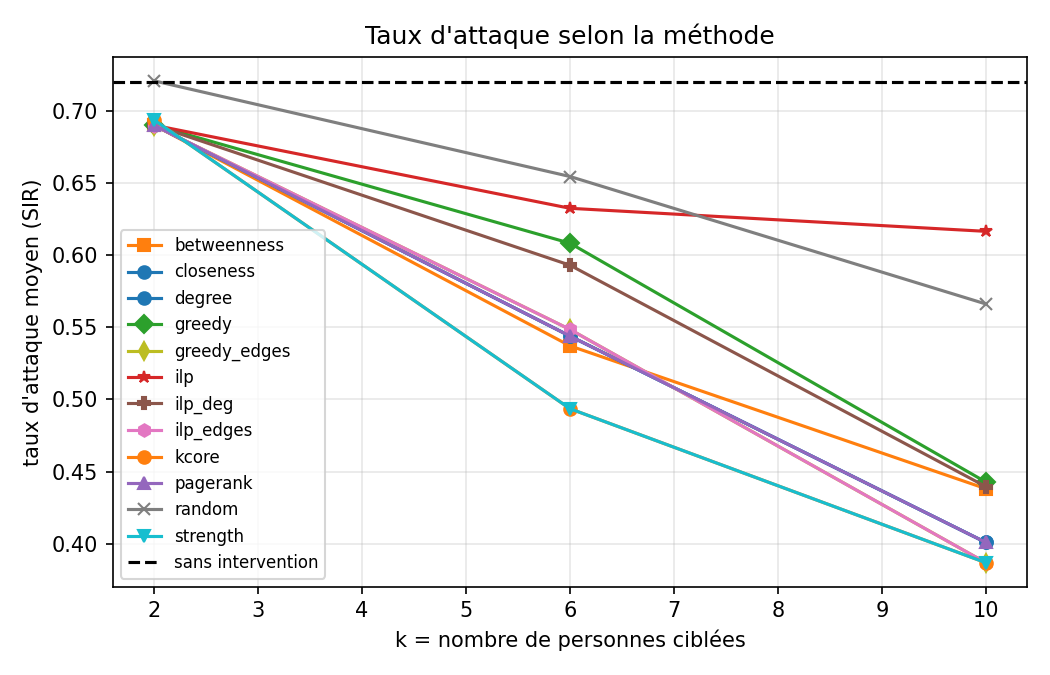 Taux d'attaque selon la méthode
taux d'attaque moyen (SIR)
0.70
0.65
0.60
0.55
0.50
0.45
0.40
betweenness
closeness
degree
greedy
greedy_edges
ilp
ilp_deg
ilp_edges
kcore
pagerank
random
strength
sans intervention
2 3 4 5 6 7 8 9 10
k = nombre de personnes ciblées